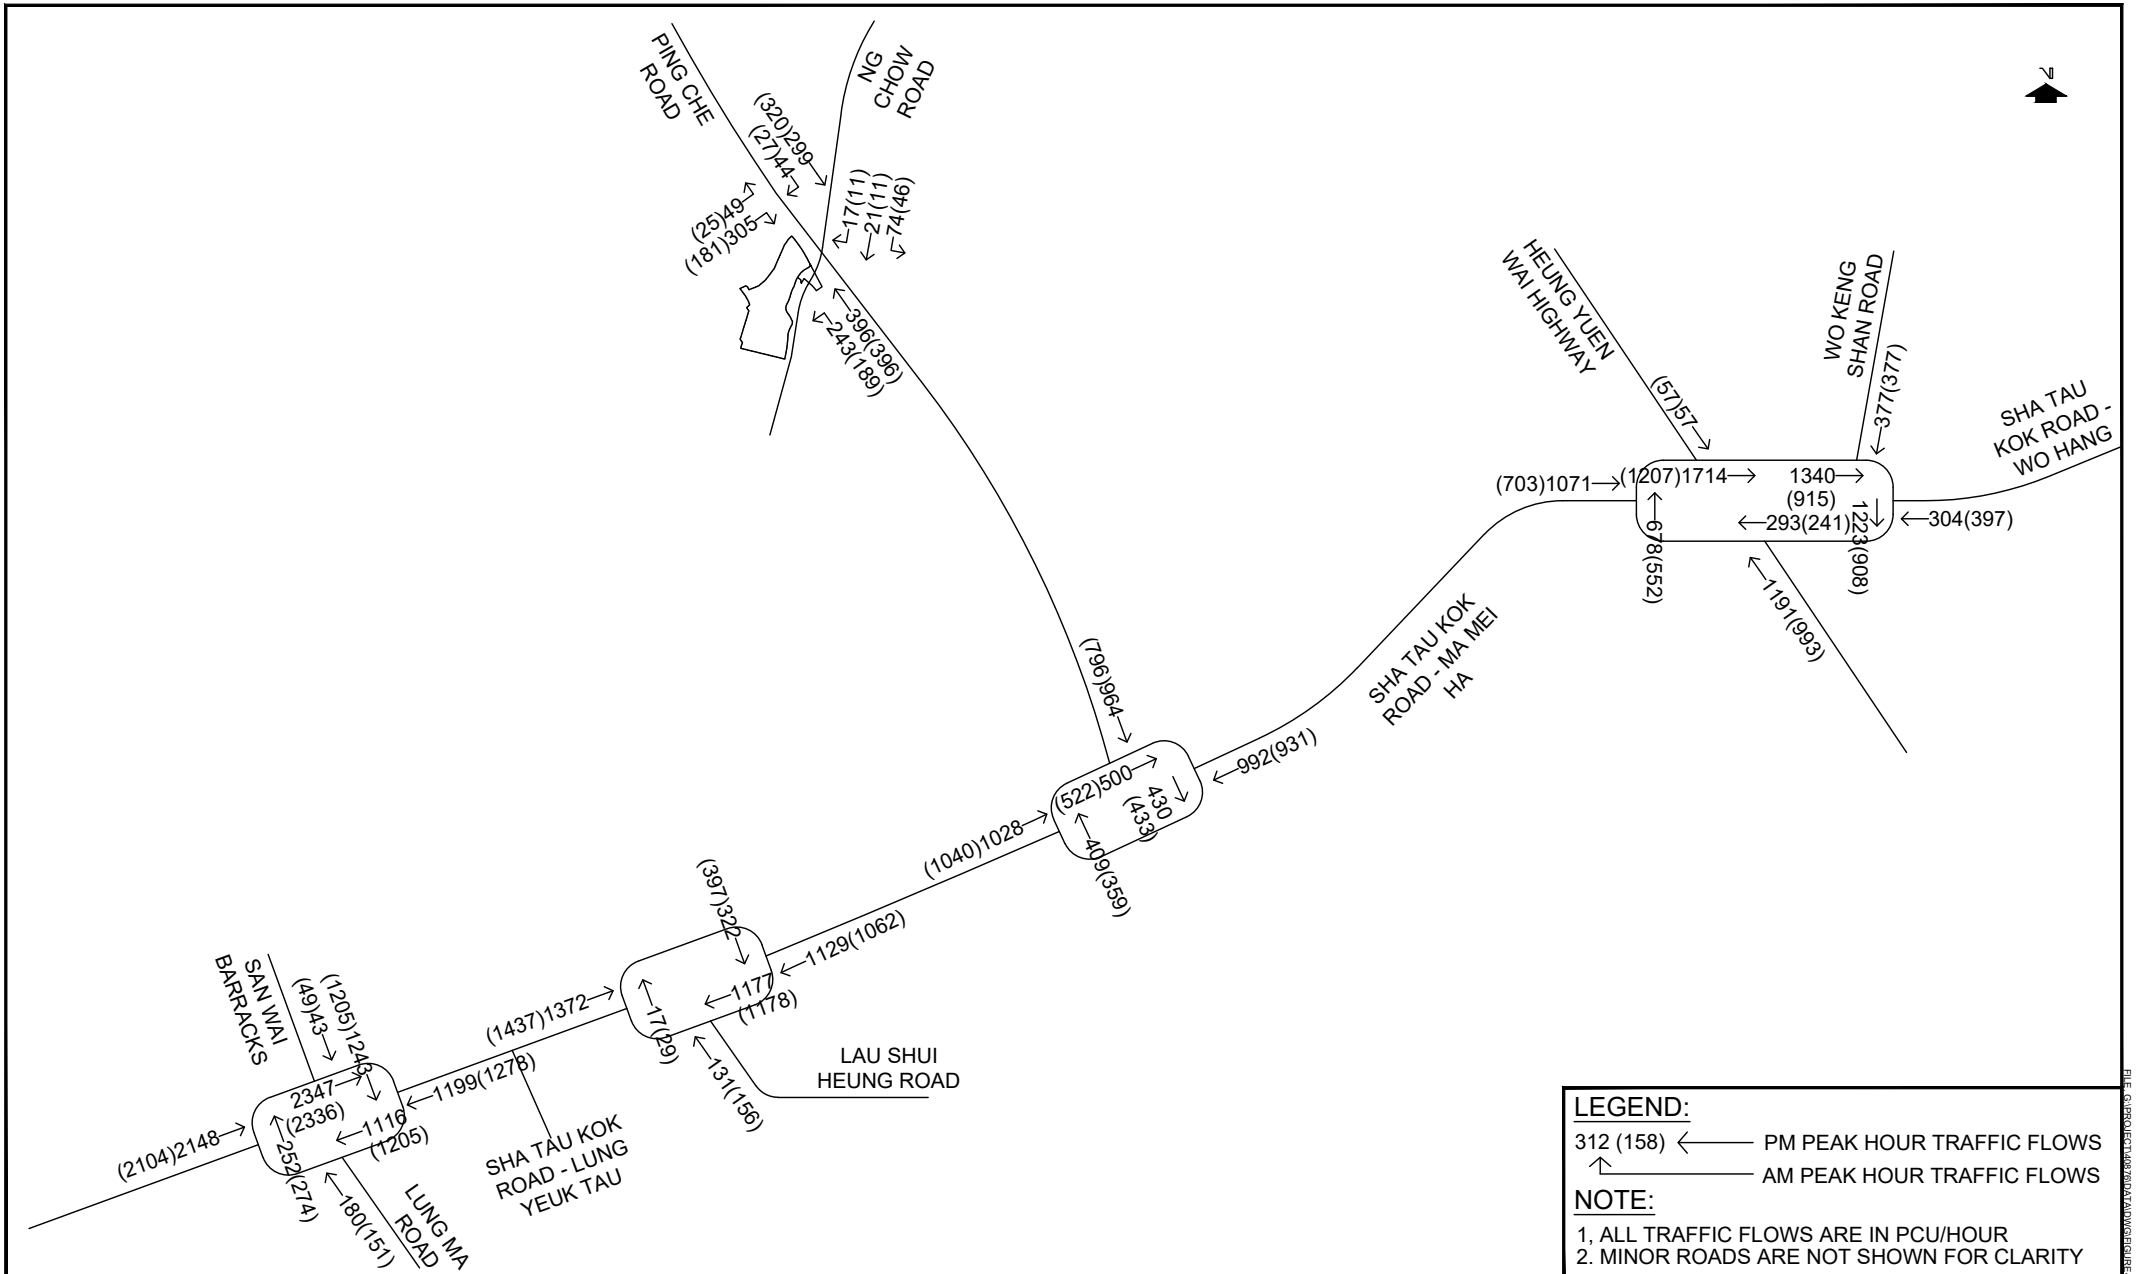 PING CHE
ROAD
NG
CHOW
ROAD
(320)299
(27)44
(25)49
(181)305
17(11)
21(11)
74(46)
396(396)
243(189)
HEUNG YUEN
WAI HIGHWAY
WO KENG
SHAN ROAD
SHA TAU
KOK ROAD -
WO HANG
(57)57
377(377)
(703)1071
(1207)1714
1340
(915)
293(241)
1223(908)
304(397)
678(552)
1191(993)
SHA TAU KOK
ROAD - MA MEI
HA
(796)964
992(931)
(522)500
430
(433)
409(359)
(1040)1028
1129(1062)
(397)322
1177
(1178)
17(29)
131(156)
LAU SHUI
HEUNG ROAD
(1437)1372
1199(1278)
SHA TAU KOK
ROAD - LUNG
YEUK TAU
SAN WAI
BARRACKS
(1205)1243
(49)43
2347
(2336)
1116
(1205)
252(274)
(2104)2148
180(151)
LUNG MA
ROAD
LEGEND:
312 (158)
PM PEAK HOUR TRAFFIC FLOWS
AM PEAK HOUR TRAFFIC FLOWS
NOTE:
1, ALL TRAFFIC FLOWS ARE IN PCU/HOUR
2. MINOR ROADS ARE NOT SHOWN FOR CLARITY
N